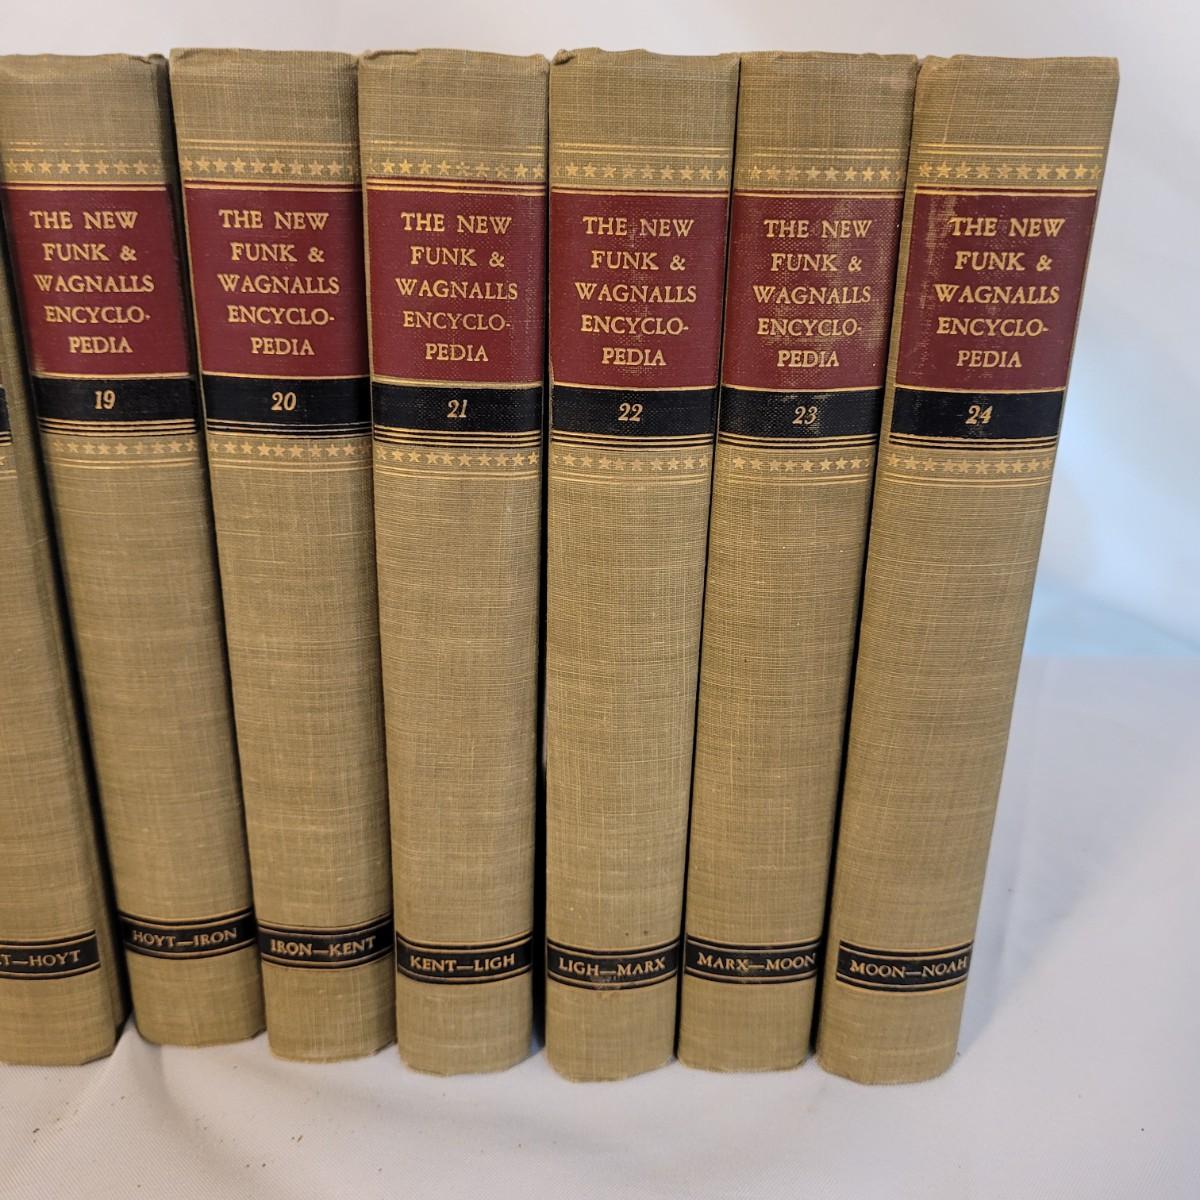 T—HOYT
THE NEW
FUNK &
WAGNALLS
ENCYCLO-
PEDIA
19
HOYT—IRON
THE NEW
FUNK &
WAGNALLS
ENCYCLO-
PEDIA
20
IRON—KENT
THE NEW
FUNK &
WAGNALLS
ENCYCLO-
PEDIA
21
KENT—LIGH
THE NEW
FUNK &
WAGNALLS
ENCYCLO-
PEDIA
22
LIGH—MARX
THE NEW
FUNK &
WAGNALLS
ENCYCLO-
PEDIA
23
MARX—MOON
THE NEW
FUNK &
WAGNALLS
ENCYCLO-
PEDIA
24
MOON—NOAH